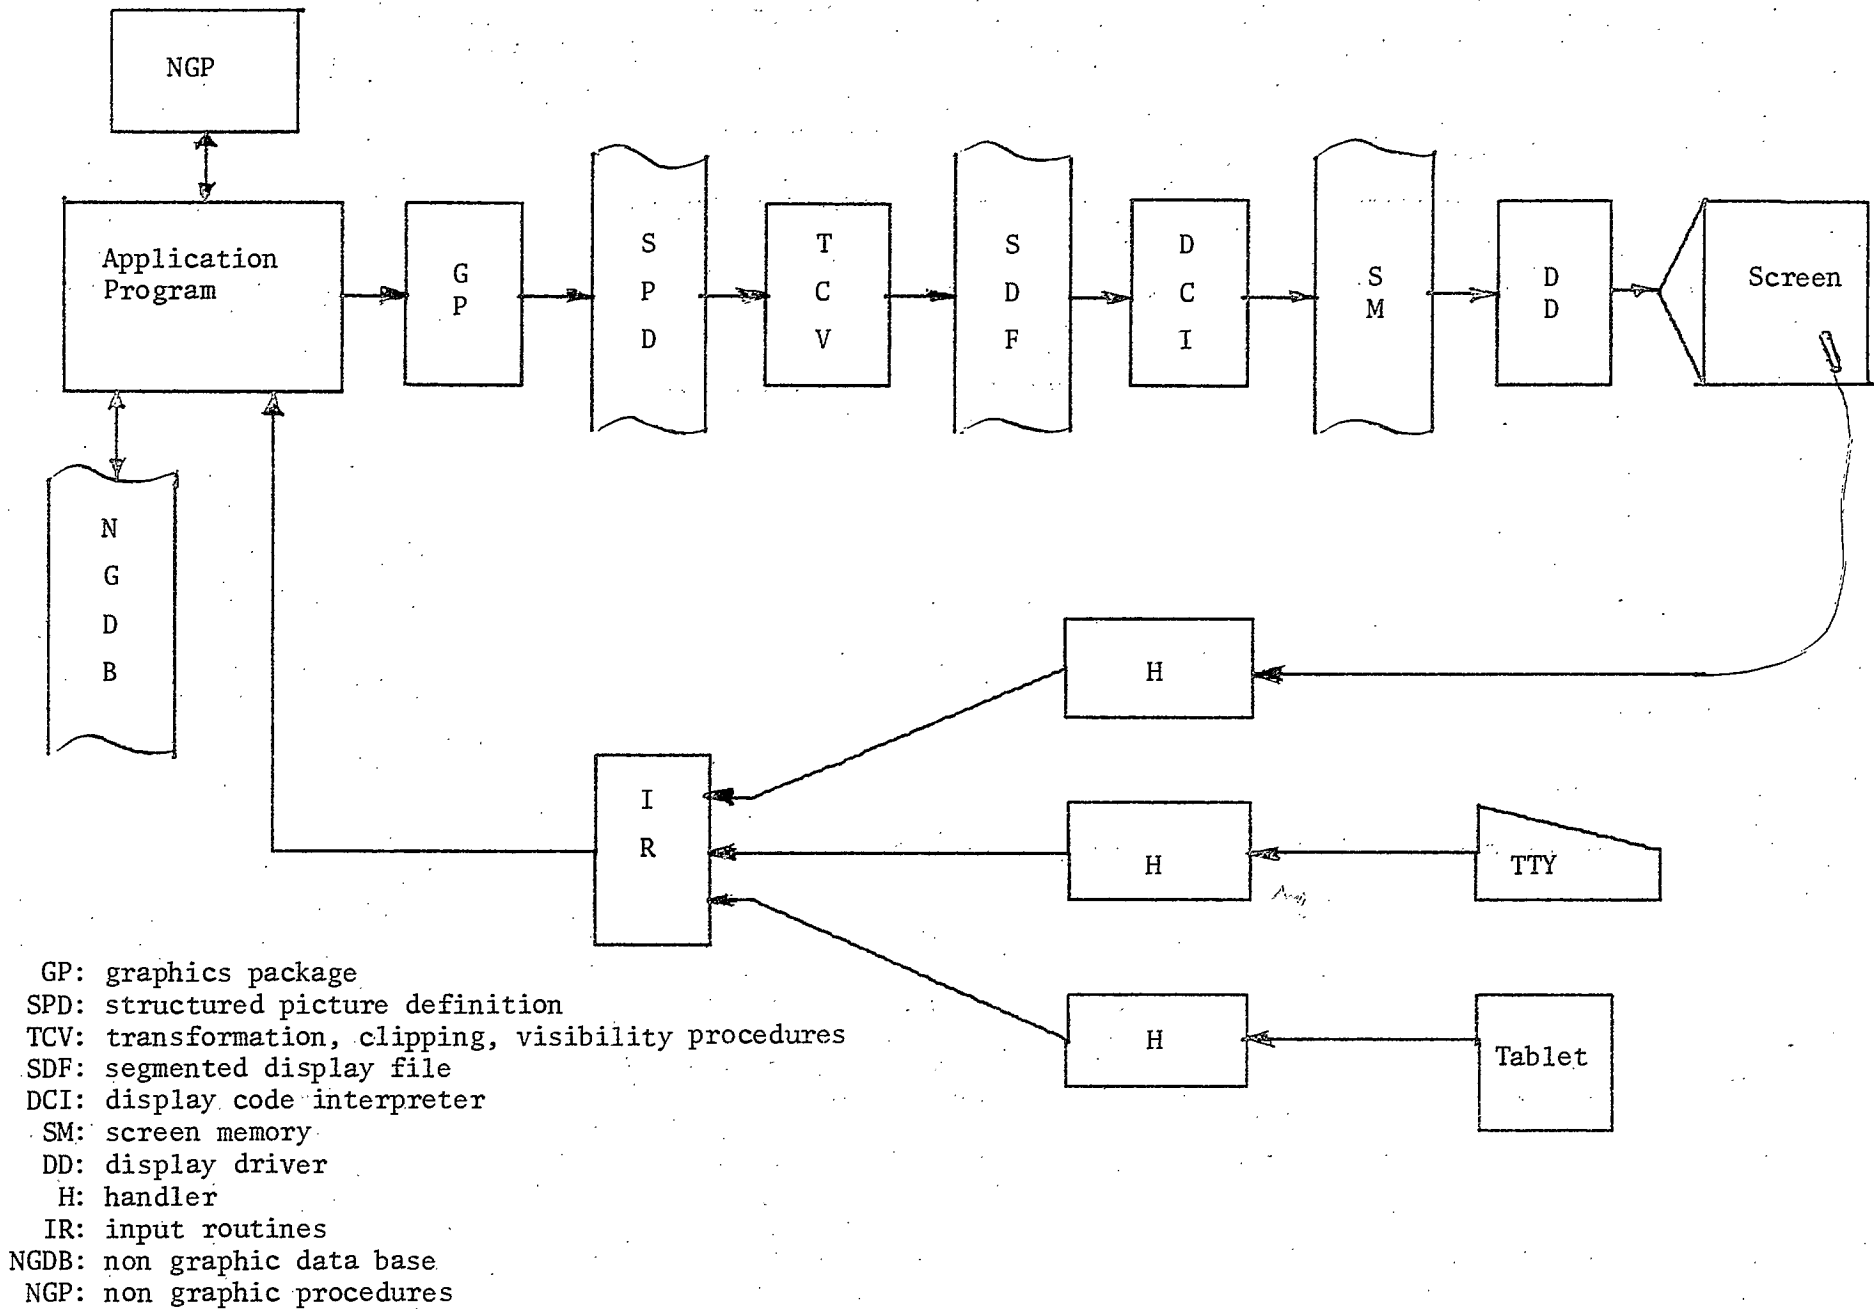 NGP
Application
Program
G
P
S
P
D
T
C
V
S
D
F
D
C
I
S
M
D
D
Screen
N
G
D
B
H
I
R
H
TTY
H
Tablet
GP: graphics package
SPD: structured picture definition
TCV: transformation, clipping, visibility procedures
SDF: segmented display file
DCI: display code interpreter
SM: screen memory
DD: display driver
H: handler
IR: input routines
NGDB: non graphic data base
NGP: non graphic procedures